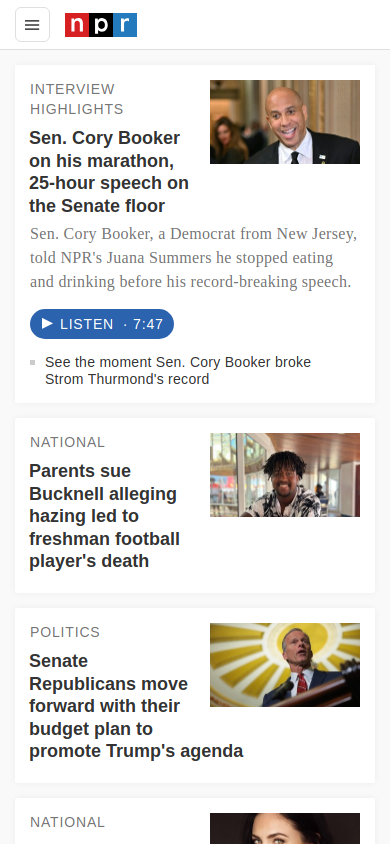 npr
INTERVIEW
HIGHLIGHTS
Sen. Cory Booker
on his marathon,
25-hour speech on
the Senate floor
Sen. Cory Booker, a Democrat from New Jersey,
told NPR's Juana Summers he stopped eating
and drinking before his record-breaking speech.
LISTEN · 7:47
See the moment Sen. Cory Booker broke
Strom Thurmond's record
NATIONAL
Parents sue
Bucknell alleging
hazing led to
freshman football
player's death
POLITICS
Senate
Republicans move
forward with their
budget plan to
promote Trump's agenda
NATIONAL